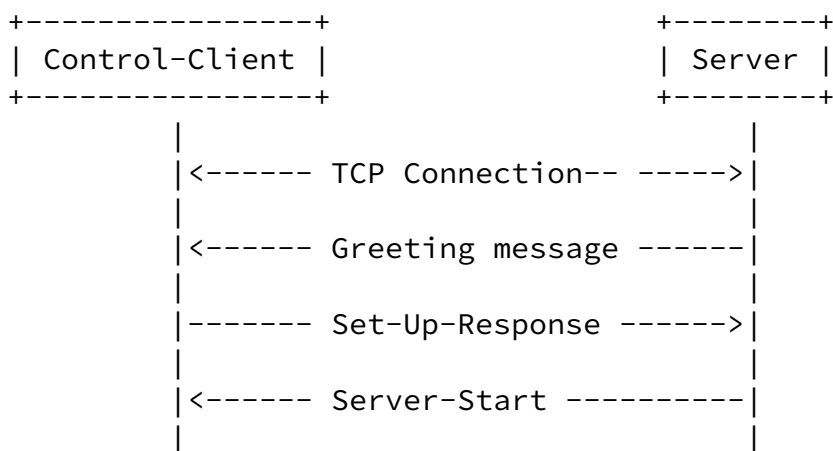 +----------------+ +--------+
| Control-Client | | Server |
+----------------+ +--------+
| |
|<------ TCP Connection-- ----->|
| |
|<------ Greeting message ------|
| |
|------- Set-Up-Response ------>|
| |
|<------ Server-Start ----------|
| |